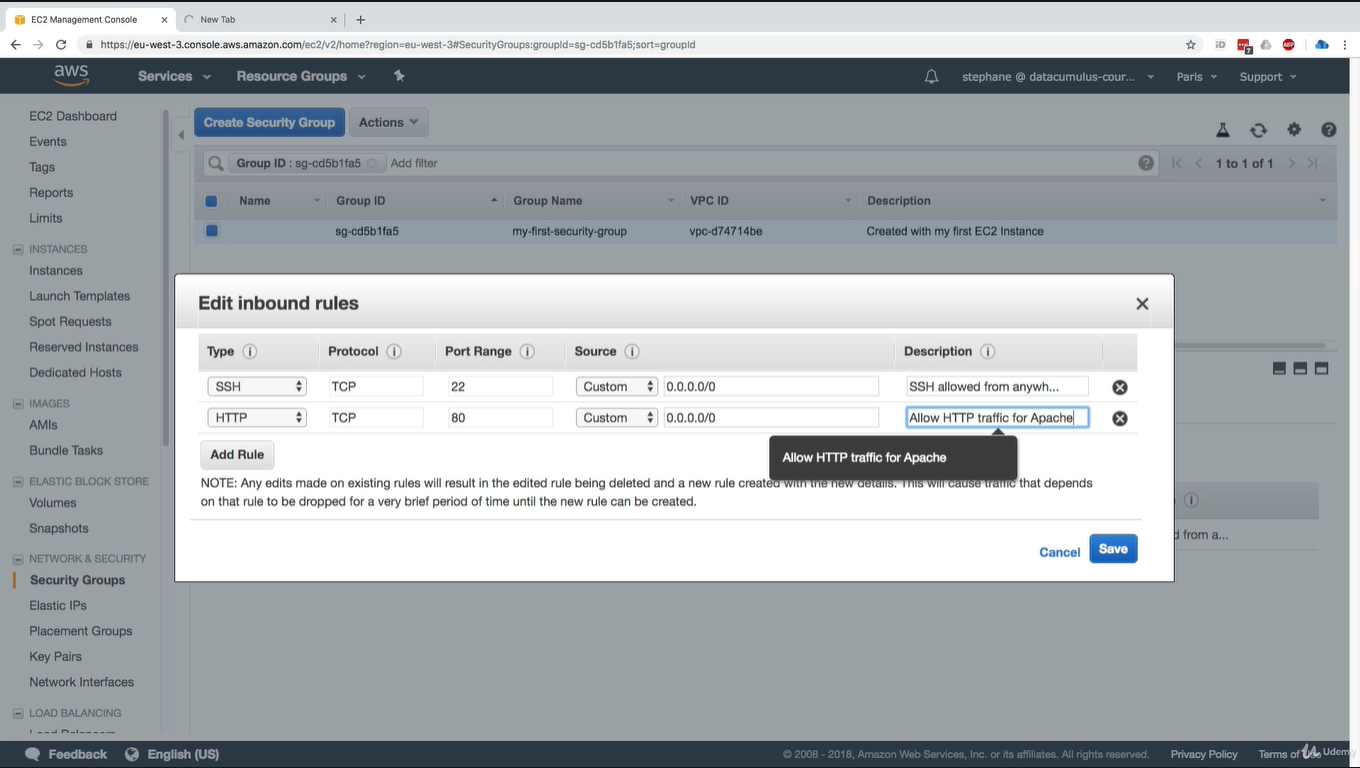 EC2 Management Console
New Tab
https://eu-west-3.console.aws.amazon.com/ec2/v2/home?region=eu-west-3#SecurityGroups:groupId=sg-cd5b1fa5;sort=groupId
iD
7
ABP
aws
Services
Resource Groups
stephane @ datacumulus-cour...
Paris
Support
EC2 Dashboard
Events
Tags
Reports
Limits
INSTANCES
Instances
Launch Templates
Spot Requests
Reserved Instances
Dedicated Hosts
IMAGES
AMIs
Bundle Tasks
ELASTIC BLOCK STORE
Volumes
Snapshots
NETWORK & SECURITY
Security Groups
Elastic IPs
Placement Groups
Key Pairs
Network Interfaces
LOAD BALANCING
Create Security Group
Actions
Group ID : sg-cd5b1fa5
Add filter
1 to 1 of 1
Name Group ID Group Name VPC ID Description
sg-cd5b1fa5 my-first-security-group vpc-d74714be Created with my first EC2 Instance
Edit inbound rules
Type Protocol Port Range Source Description
SSH TCP 22 Custom 0.0.0.0/0 SSH allowed from anywh...
HTTP TCP 80 Custom 0.0.0.0/0 Allow HTTP traffic for Apache
Add Rule
Allow HTTP traffic for Apache
NOTE: Any edits made on existing rules will result in the edited rule being deleted and a new rule created with the new details. This will cause traffic that depends
on that rule to be dropped for a very brief period of time until the new rule can be created.
d from a...
Cancel
Save
Feedback
English (US)
© 2008 - 2018, Amazon Web Services, Inc. or its affiliates. All rights reserved.
Privacy Policy
Terms of
Udemy